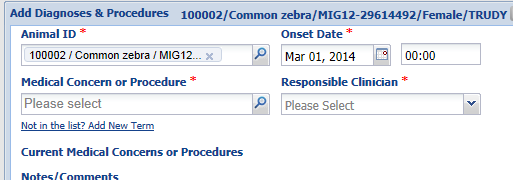 Add Diagnoses & Procedures 100002/Common zebra/MIG12-29614492/Female/TRUDY
Animal ID * Onset Date *
100002 / Common zebra / MIG12... Mar 01, 2014 00:00
Medical Concern or Procedure * Responsible Clinician *
Please select Please Select
Not in the list? Add New Term
Current Medical Concerns or Procedures
Notes/Comments